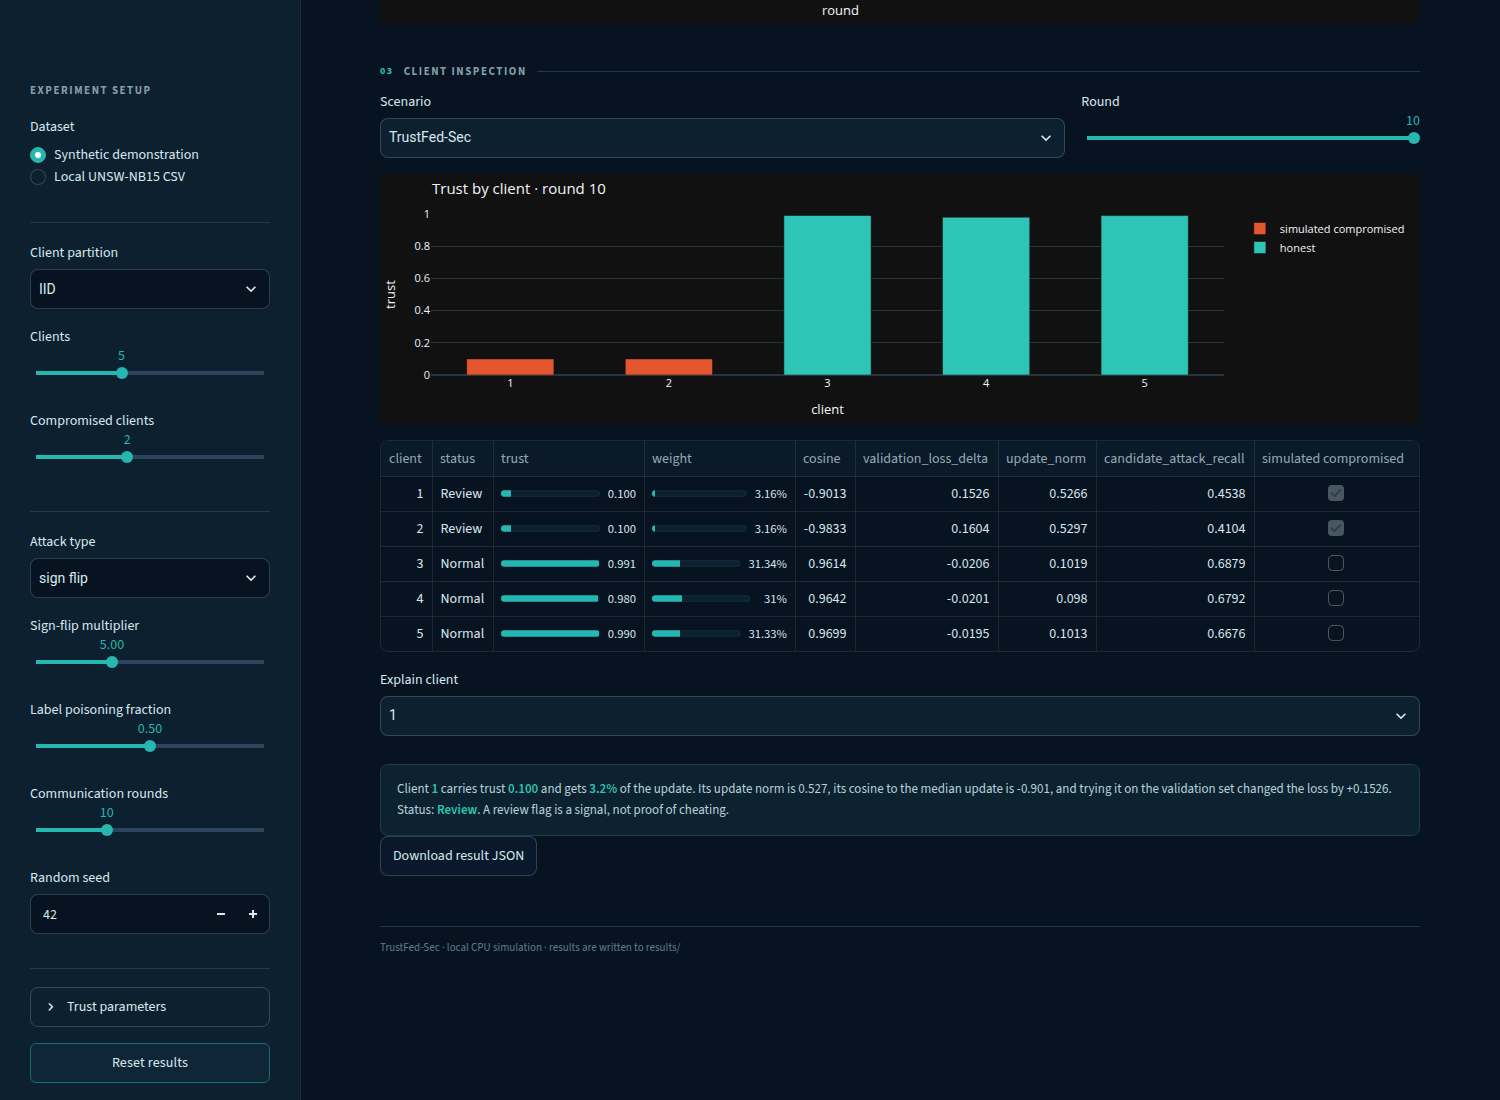 EXPERIMENT SETUP
Dataset
Synthetic demonstration
Local UNSW-NB15 CSV
Client partition
IID
Clients
5
Compromised clients
2
Attack type
sign flip
Sign-flip multiplier
5.00
Label poisoning fraction
0.50
Communication rounds
10
Random seed
42
Trust parameters
Reset results
round
03 CLIENT INSPECTION
Scenario Round
TrustFed-Sec 10
Trust by client · round 10
1
0.8
0.6
0.4
0.2
0
trust
1 2 3 4 5
client
simulated compromised
honest
client status trust weight cosine validation_loss_delta update_norm candidate_attack_recall simulated compromised
1 Review 0.100 3.16% -0.9013 0.1526 0.5266 0.4538
2 Review 0.100 3.16% -0.9833 0.1604 0.5297 0.4104
3 Normal 0.991 31.34% 0.9614 -0.0206 0.1019 0.6879
4 Normal 0.980 31% 0.9642 -0.0201 0.098 0.6792
5 Normal 0.990 31.33% 0.9699 -0.0195 0.1013 0.6676
Explain client
1
Client 1 carries trust 0.100 and gets 3.2% of the update. Its update norm is 0.527, its cosine to the median update is -0.901, and trying it on the validation set changed the loss by +0.1526.
Status: Review. A review flag is a signal, not proof of cheating.
Download result JSON
TrustFed-Sec · local CPU simulation · results are written to results/